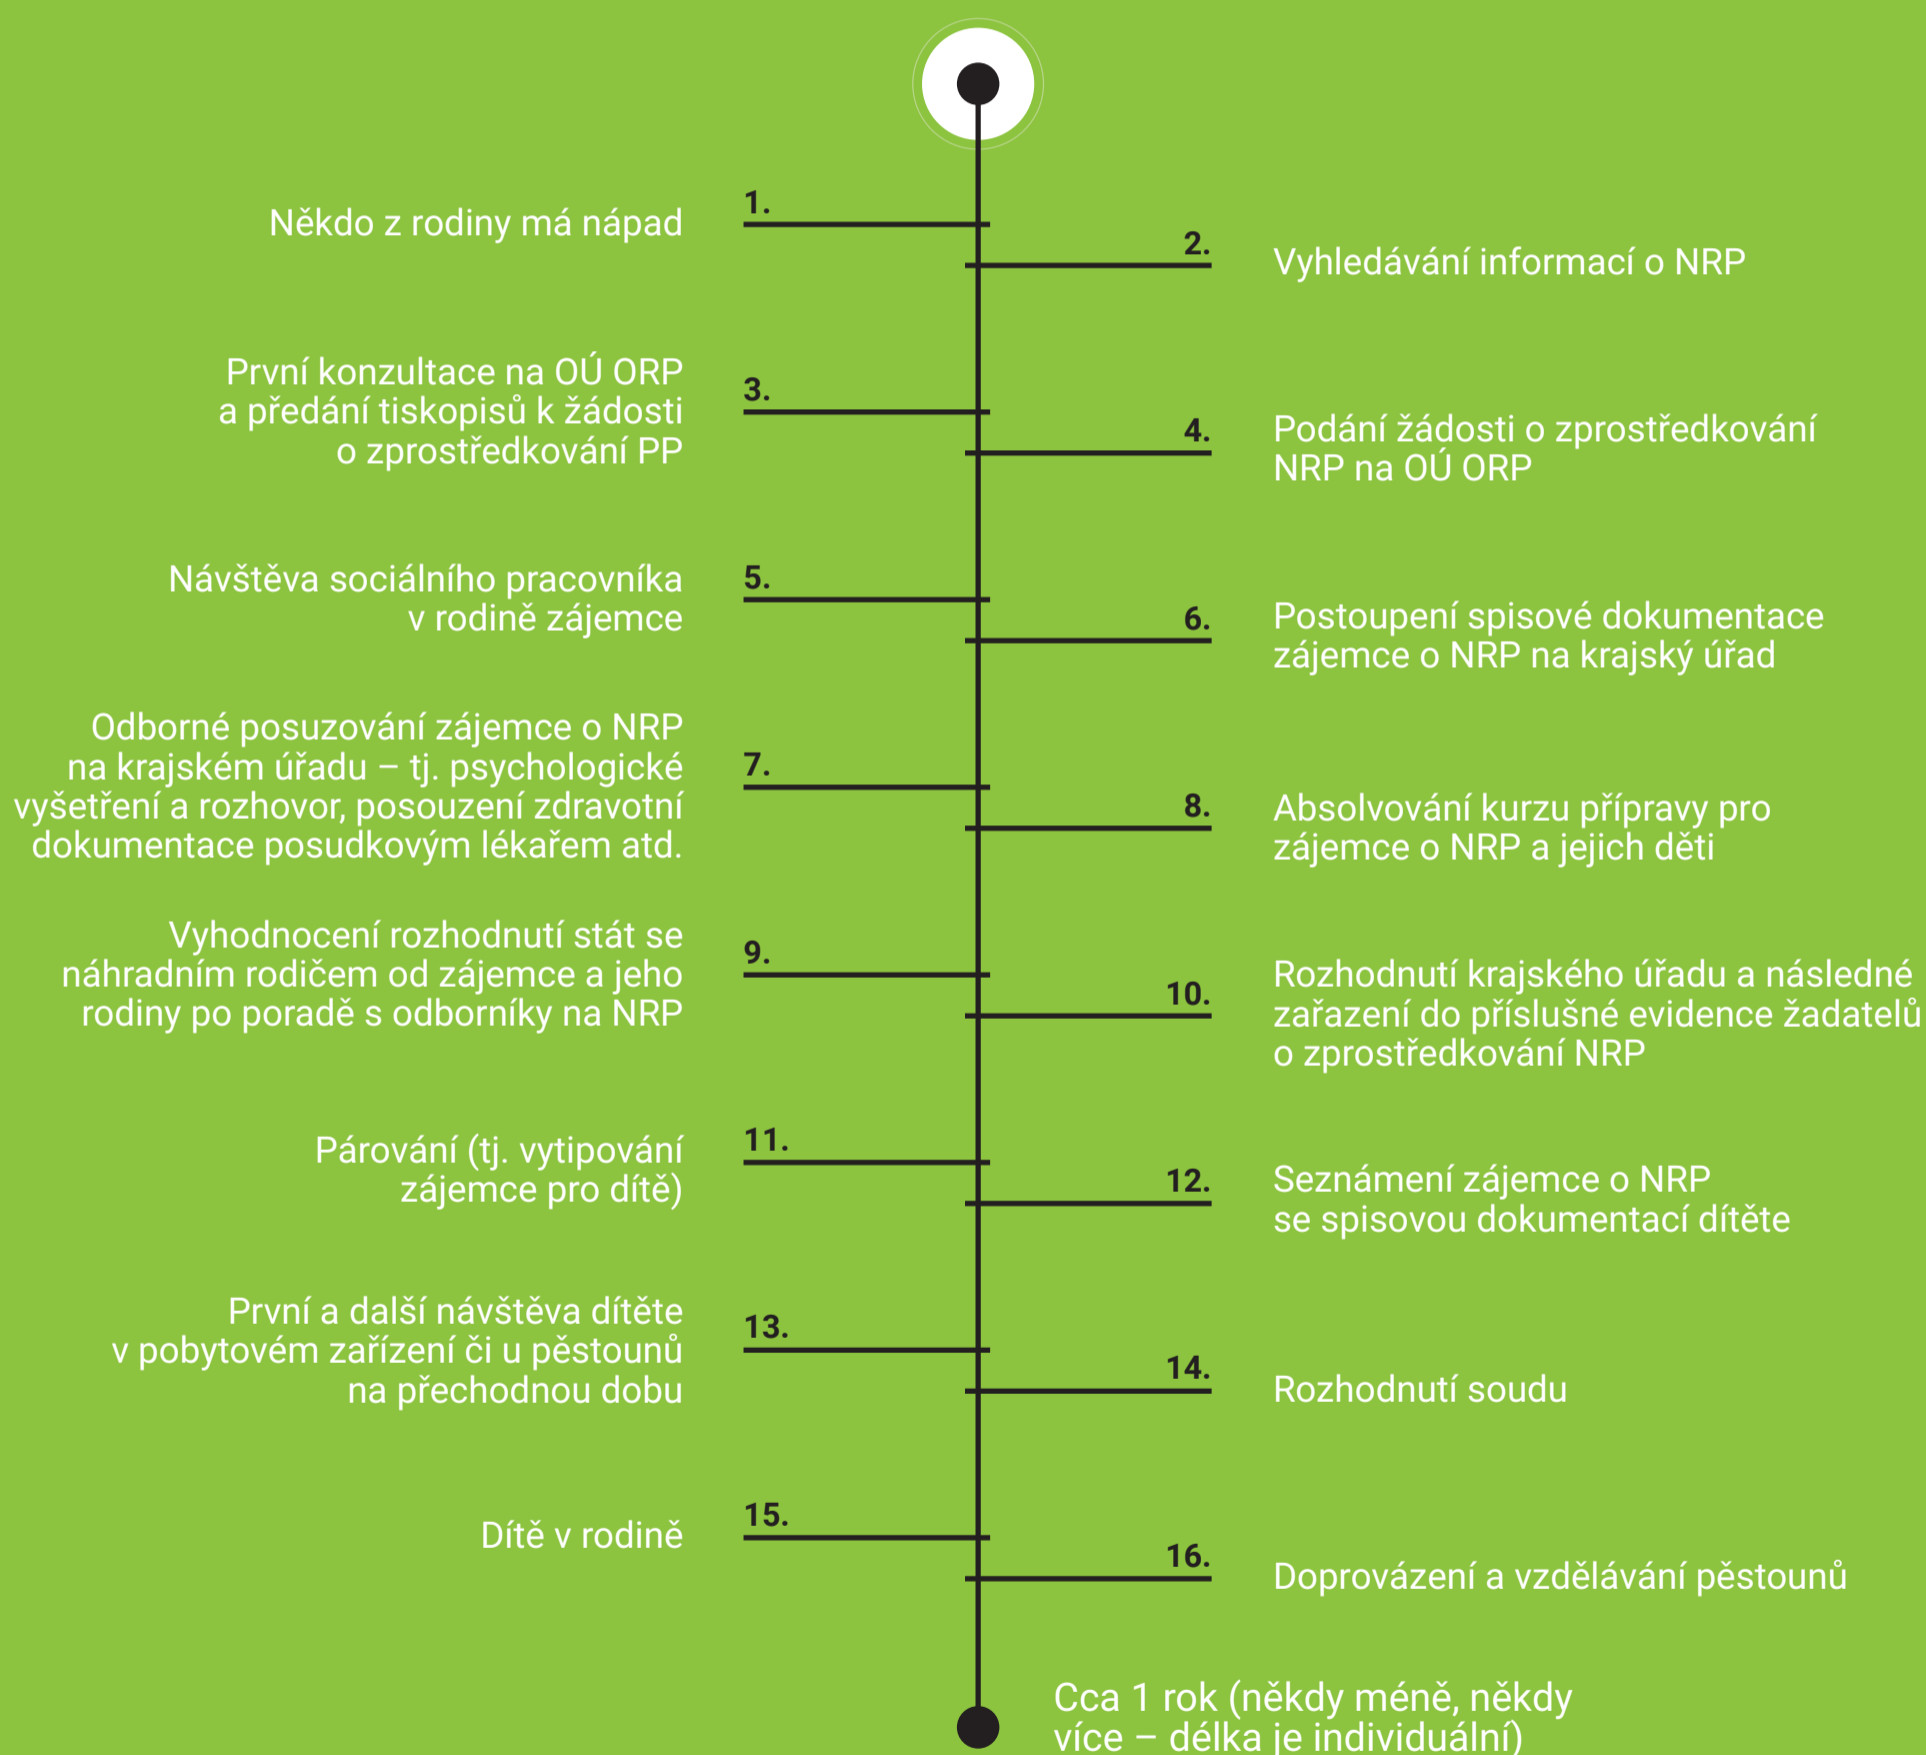 1.
Někdo z rodiny má nápad
2.
Vyhledávání informací o NRP
3.
První konzultace na OÚ ORP
a předání tiskopisů k žádosti
o zprostředkování PP
4.
Podání žádosti o zprostředkování
NRP na OÚ ORP
5.
Návštěva sociálního pracovníka
v rodině zájemce
6.
Postoupení spisové dokumentace
zájemce o NRP na krajský úřad
7.
Odborné posuzování zájemce o NRP
na krajském úřadu – tj. psychologické
vyšetření a rozhovor, posouzení zdravotní
dokumentace posudkovým lékařem atd.
8.
Absolvování kurzu přípravy pro
zájemce o NRP a jejich děti
9.
Vyhodnocení rozhodnutí stát se
náhradním rodičem od zájemce a jeho
rodiny po poradě s odborníky na NRP
10.
Rozhodnutí krajského úřadu a následné
zařazení do příslušné evidence žadatelů
o zprostředkování NRP
11.
Párování (tj. vytipování
zájemce pro dítě)
12.
Seznámení zájemce o NRP
se spisovou dokumentací dítěte
13.
První a další návštěva dítěte
v pobytovém zařízení či u pěstounů
na přechodnou dobu
14.
Rozhodnutí soudu
15.
Dítě v rodině
16.
Doprovázení a vzdělávání pěstounů
Cca 1 rok (někdy méně, někdy
více – délka je individuální)